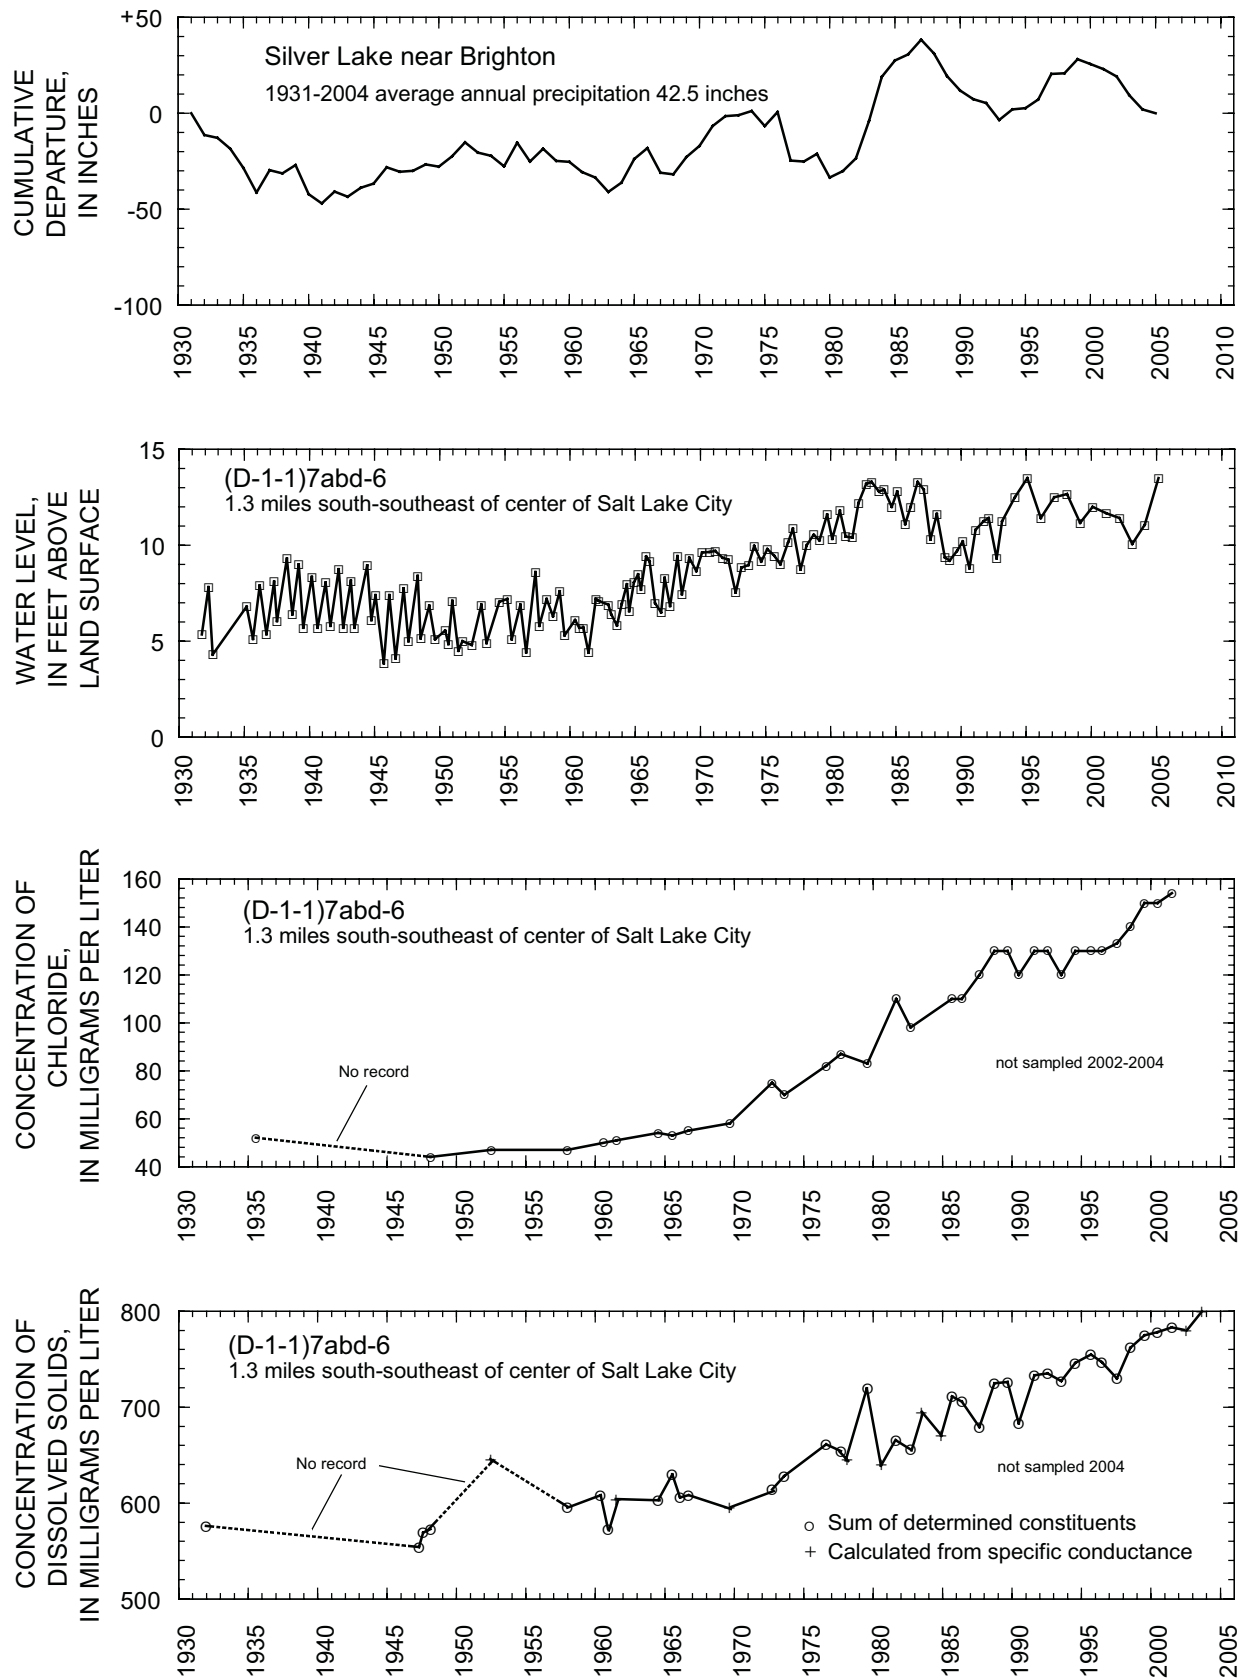 CUMULATIVE
DEPARTURE,
IN INCHES
+50
0
-50
-100
Silver Lake near Brighton
1931-2004 average annual precipitation 42.5 inches
1930 1935 1940 1945 1950 1955 1960 1965 1970 1975 1980 1985 1990 1995 2000 2005 2010
WATER LEVEL,
IN FEET ABOVE
LAND SURFACE
15
10
5
0
(D-1-1)7abd-6
1.3 miles south-southeast of center of Salt Lake City
1930 1935 1940 1945 1950 1955 1960 1965 1970 1975 1980 1985 1990 1995 2000 2005 2010
CONCENTRATION OF
CHLORIDE,
IN MILLIGRAMS PER LITER
160
140
120
100
80
60
40
(D-1-1)7abd-6
1.3 miles south-southeast of center of Salt Lake City
No record
not sampled 2002-2004
1930 1935 1940 1945 1950 1955 1960 1965 1970 1975 1980 1985 1990 1995 2000 2005
CONCENTRATION OF
DISSOLVED SOLIDS,
IN MILLIGRAMS PER LITER
800
700
600
500
(D-1-1)7abd-6
1.3 miles south-southeast of center of Salt Lake City
No record
not sampled 2004
Sum of determined constituents
Calculated from specific conductance
1930 1935 1940 1945 1950 1955 1960 1965 1970 1975 1980 1985 1990 1995 2000 2005